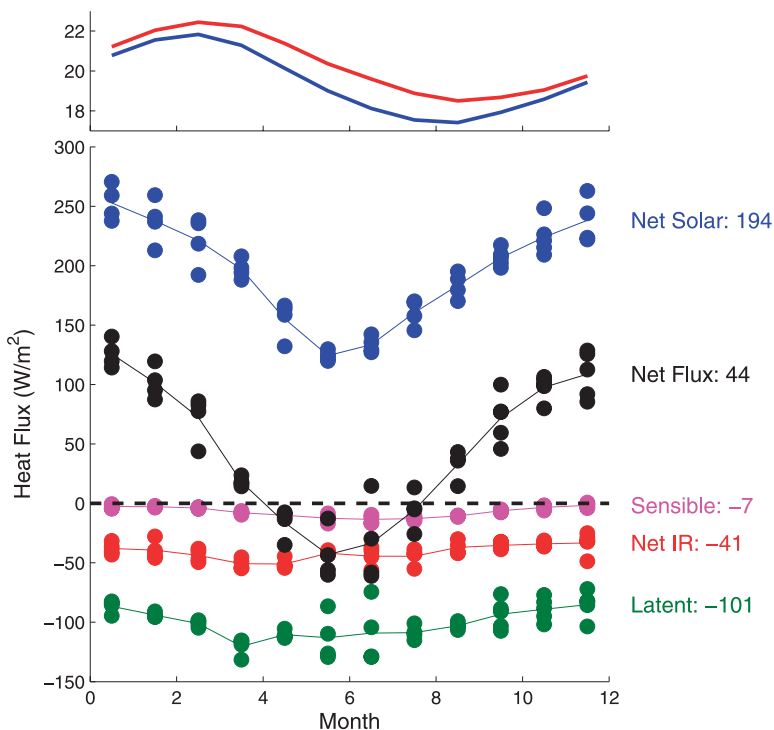 22
20
18
300
250
200
150
100
50
0
−50
−100
−150
Heat Flux (W/m²)
0 2 4 6 8 10 12
Month
Net Solar: 194
Net Flux: 44
Sensible: −7
Net IR: −41
Latent: −101